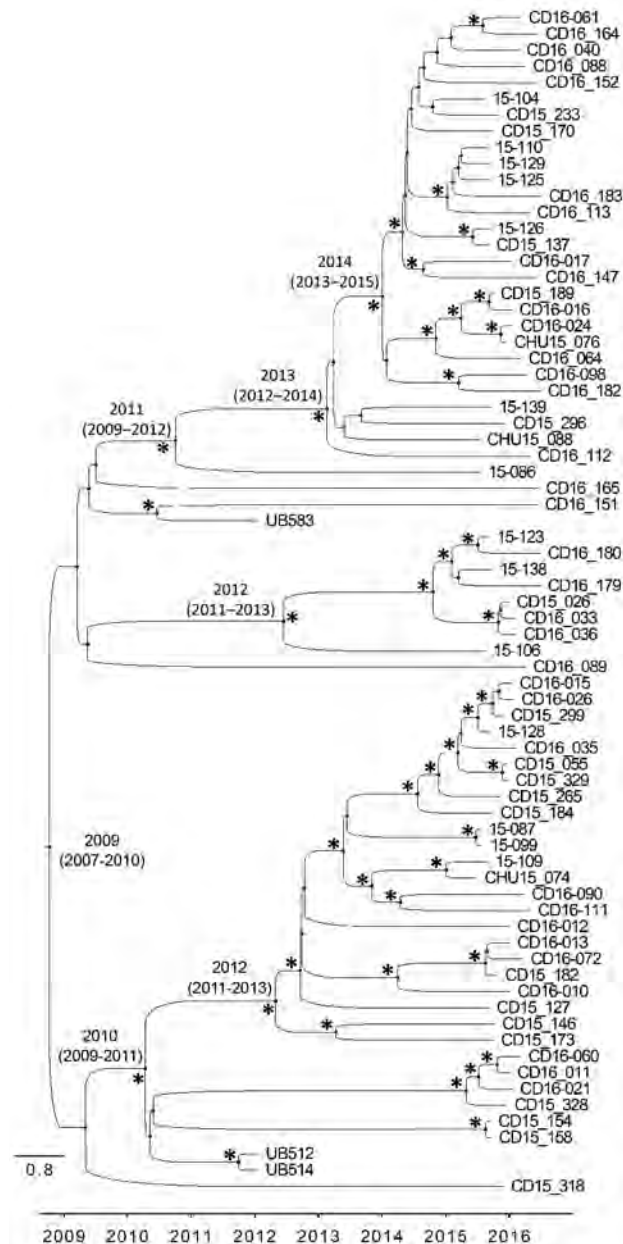 CD16-061
CD16_164
CD16_040
CD16_088
CD16_152
15-104
CD15_233
CD15_170
15-110
15-129
15-125
CD16_183
CD16_113
15-126
CD15_137
CD16-017
2014
(2013–2015)
CD16_147
CD15_189
CD16-016
CD16-024
CHU15_076
CD16_064
2013
(2012–2014)
CD16-098
CD16_182
15-139
2011
(2009–2012)
CD15_296
CHU15_088
CD16_112
15-086
CD16_165
CD16_151
UB583
15-123
CD16_180
15-138
2012
(2011–2013)
CD16_179
CD15_026
CD16_033
CD16_036
15-106
CD16_089
CD16-015
CD16-026
CD15_299
15-128
CD16_035
CD15_055
CD15_329
CD15_265
CD15_184
2009
(2007-2010)
15-087
15-099
15-109
CHU15_074
CD16-090
CD16-111
CD16-012
CD16-013
CD16-072
2012
(2011-2013)
CD15_182
CD16-010
CD15_127
2010
(2009-2011)
CD15_146
CD15_173
CD16-060
CD16_011
CD16-021
CD15_328
CD15_154
CD15_158
UB512
UB514
0.8
CD15_318
2009 2010 2011 2012 2013 2014 2015 2016